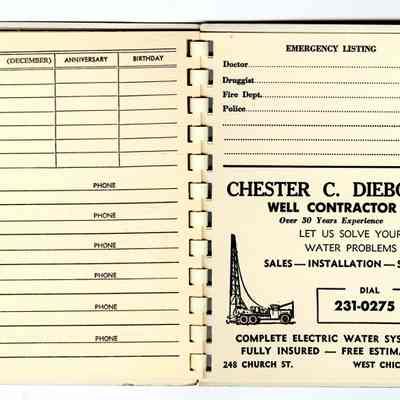 (DECEMBER) ANNIVERSARY BIRTHDAY
PHONE
PHONE
PHONE
PHONE
PHONE
EMERGENCY LISTING
Doctor
Druggist
Fire Dept.
Police
CHESTER C. DIEBO
WELL CONTRACTOR
Over 50 Years Experience
LET US SOLVE YOUR
WATER PROBLEMS
SALES—INSTALLATION—S
DIAL
231-0275
COMPLETE ELECTRIC WATER SYS
FULLY INSURED — FREE ESTIMA
248 CHURCH ST. WEST CHIC